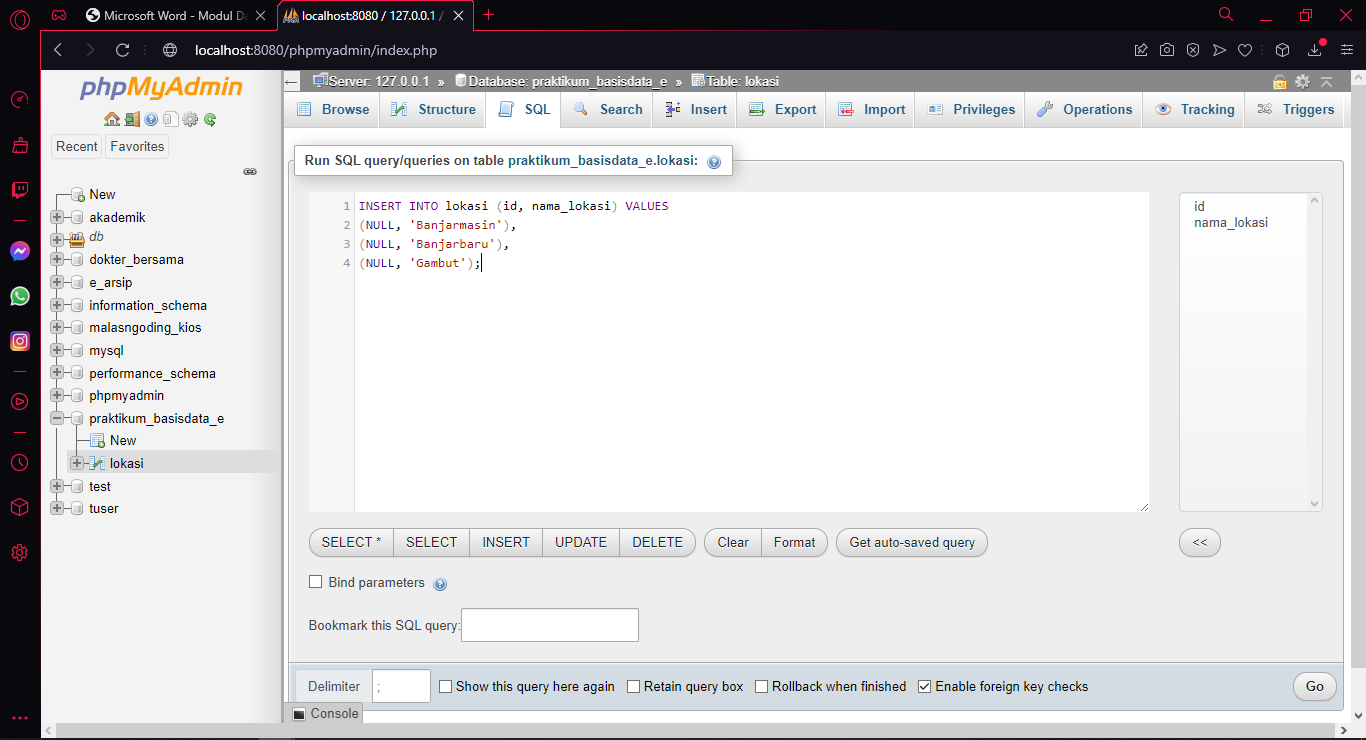 Microsoft Word - Modul Da
localhost:8080 / 127.0.0.1 /
localhost:8080/phpmyadmin/index.php
phpMyAdmin
Recent Favorites
New
akademik
db
dokter_bersama
e_arsip
information_schema
malasngoding_kios
mysql
performance_schema
phpmyadmin
praktikum_basisdata_e
New
lokasi
test
tuser
Server: 127.0.0.1 » Database: praktikum_basisdata_e » Table: lokasi
Browse Structure SQL Search Insert Export Import Privileges Operations Tracking Triggers
Run SQL query/queries on table praktikum_basisdata_e.lokasi:
1 INSERT INTO lokasi (id, nama_lokasi) VALUES
2 (NULL, 'Banjarmasin'),
3 (NULL, 'Banjarbaru'),
4 (NULL, 'Gambut');
id
nama_lokasi
SELECT * SELECT INSERT UPDATE DELETE Clear Format Get auto-saved query <<
Bind parameters
Bookmark this SQL query:
Delimiter ; Show this query here again Retain query box Rollback when finished Enable foreign key checks Go
Console